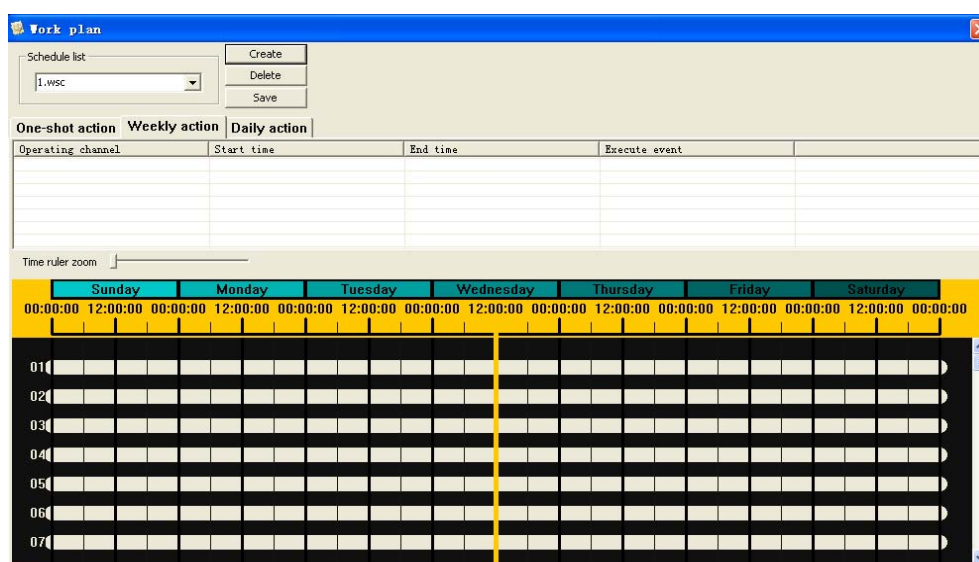 Work plan
Schedule list
1.wsc
Create
Delete
Save
One-shot action Weekly action Daily action
Operating channel Start time End time Execute event
Time ruler zoom
Sunday Monday Tuesday Wednesday Thursday Friday Saturday
00:00:00 12:00:00 00:00:00 12:00:00 00:00:00 12:00:00 00:00:00 12:00:00 00:00:00 12:00:00 00:00:00 12:00:00 00:00:00 12:00:00 00:00:00
01
02
03
04
05
06
07